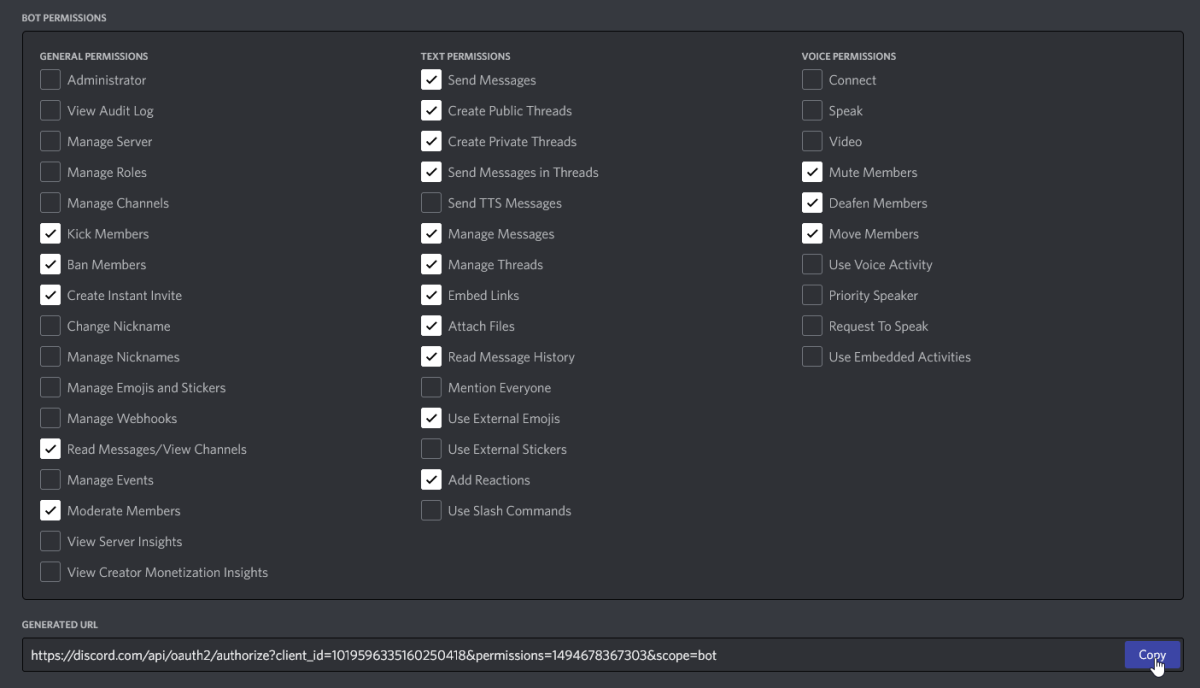 BOT PERMISSIONS
GENERAL PERMISSIONS
Administrator
View Audit Log
Manage Server
Manage Roles
Manage Channels
Kick Members
Ban Members
Create Instant Invite
Change Nickname
Manage Nicknames
Manage Emojis and Stickers
Manage Webhooks
Read Messages/View Channels
Manage Events
Moderate Members
View Server Insights
View Creator Monetization Insights
TEXT PERMISSIONS
Send Messages
Create Public Threads
Create Private Threads
Send Messages in Threads
Send TTS Messages
Manage Messages
Manage Threads
Embed Links
Attach Files
Read Message History
Mention Everyone
Use External Emojis
Use External Stickers
Add Reactions
Use Slash Commands
VOICE PERMISSIONS
Connect
Speak
Video
Mute Members
Deafen Members
Move Members
Use Voice Activity
Priority Speaker
Request To Speak
Use Embedded Activities
GENERATED URL
https://discord.com/api/oauth2/authorize?client_id=1019596335160250418&permissions=1494678367303&scope=bot
Copy